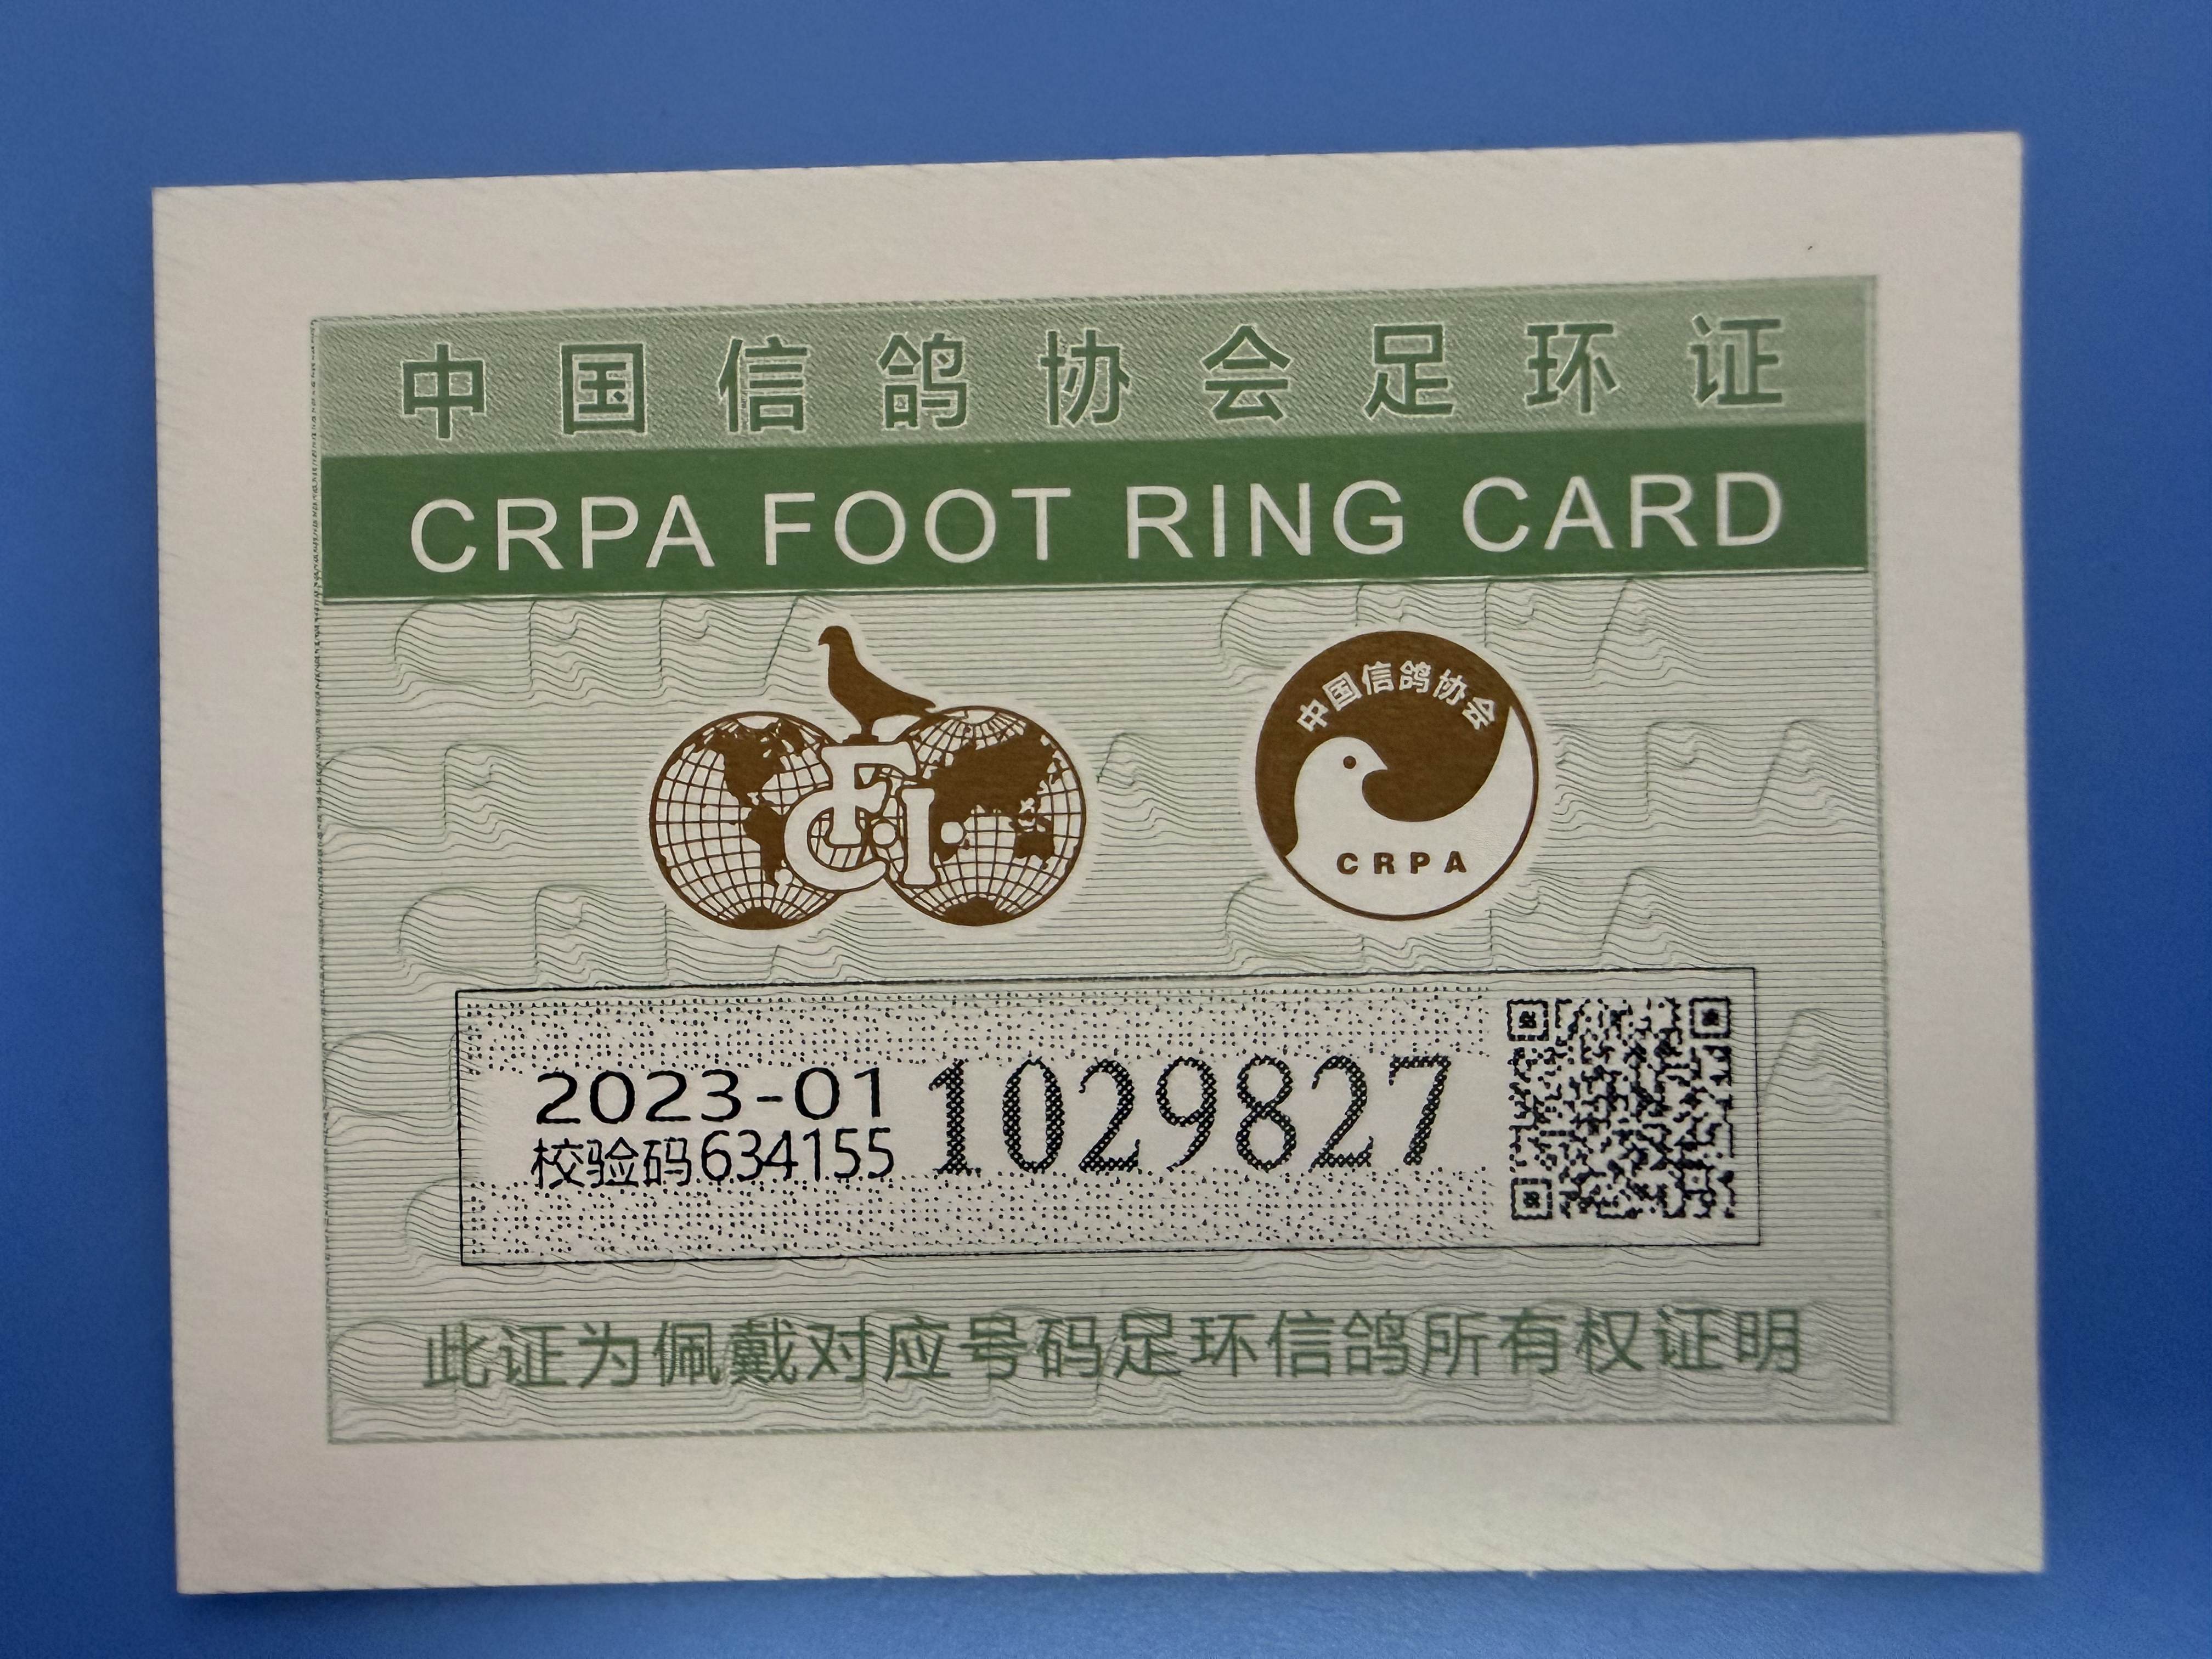 中国信鸽协会足环证
CRPA FOOT RING CARD
F C I
中国信鸽协会
CRPA
2023-01 1029827
校验码634155
此证为佩戴对应号码足环信鸽所有权证明